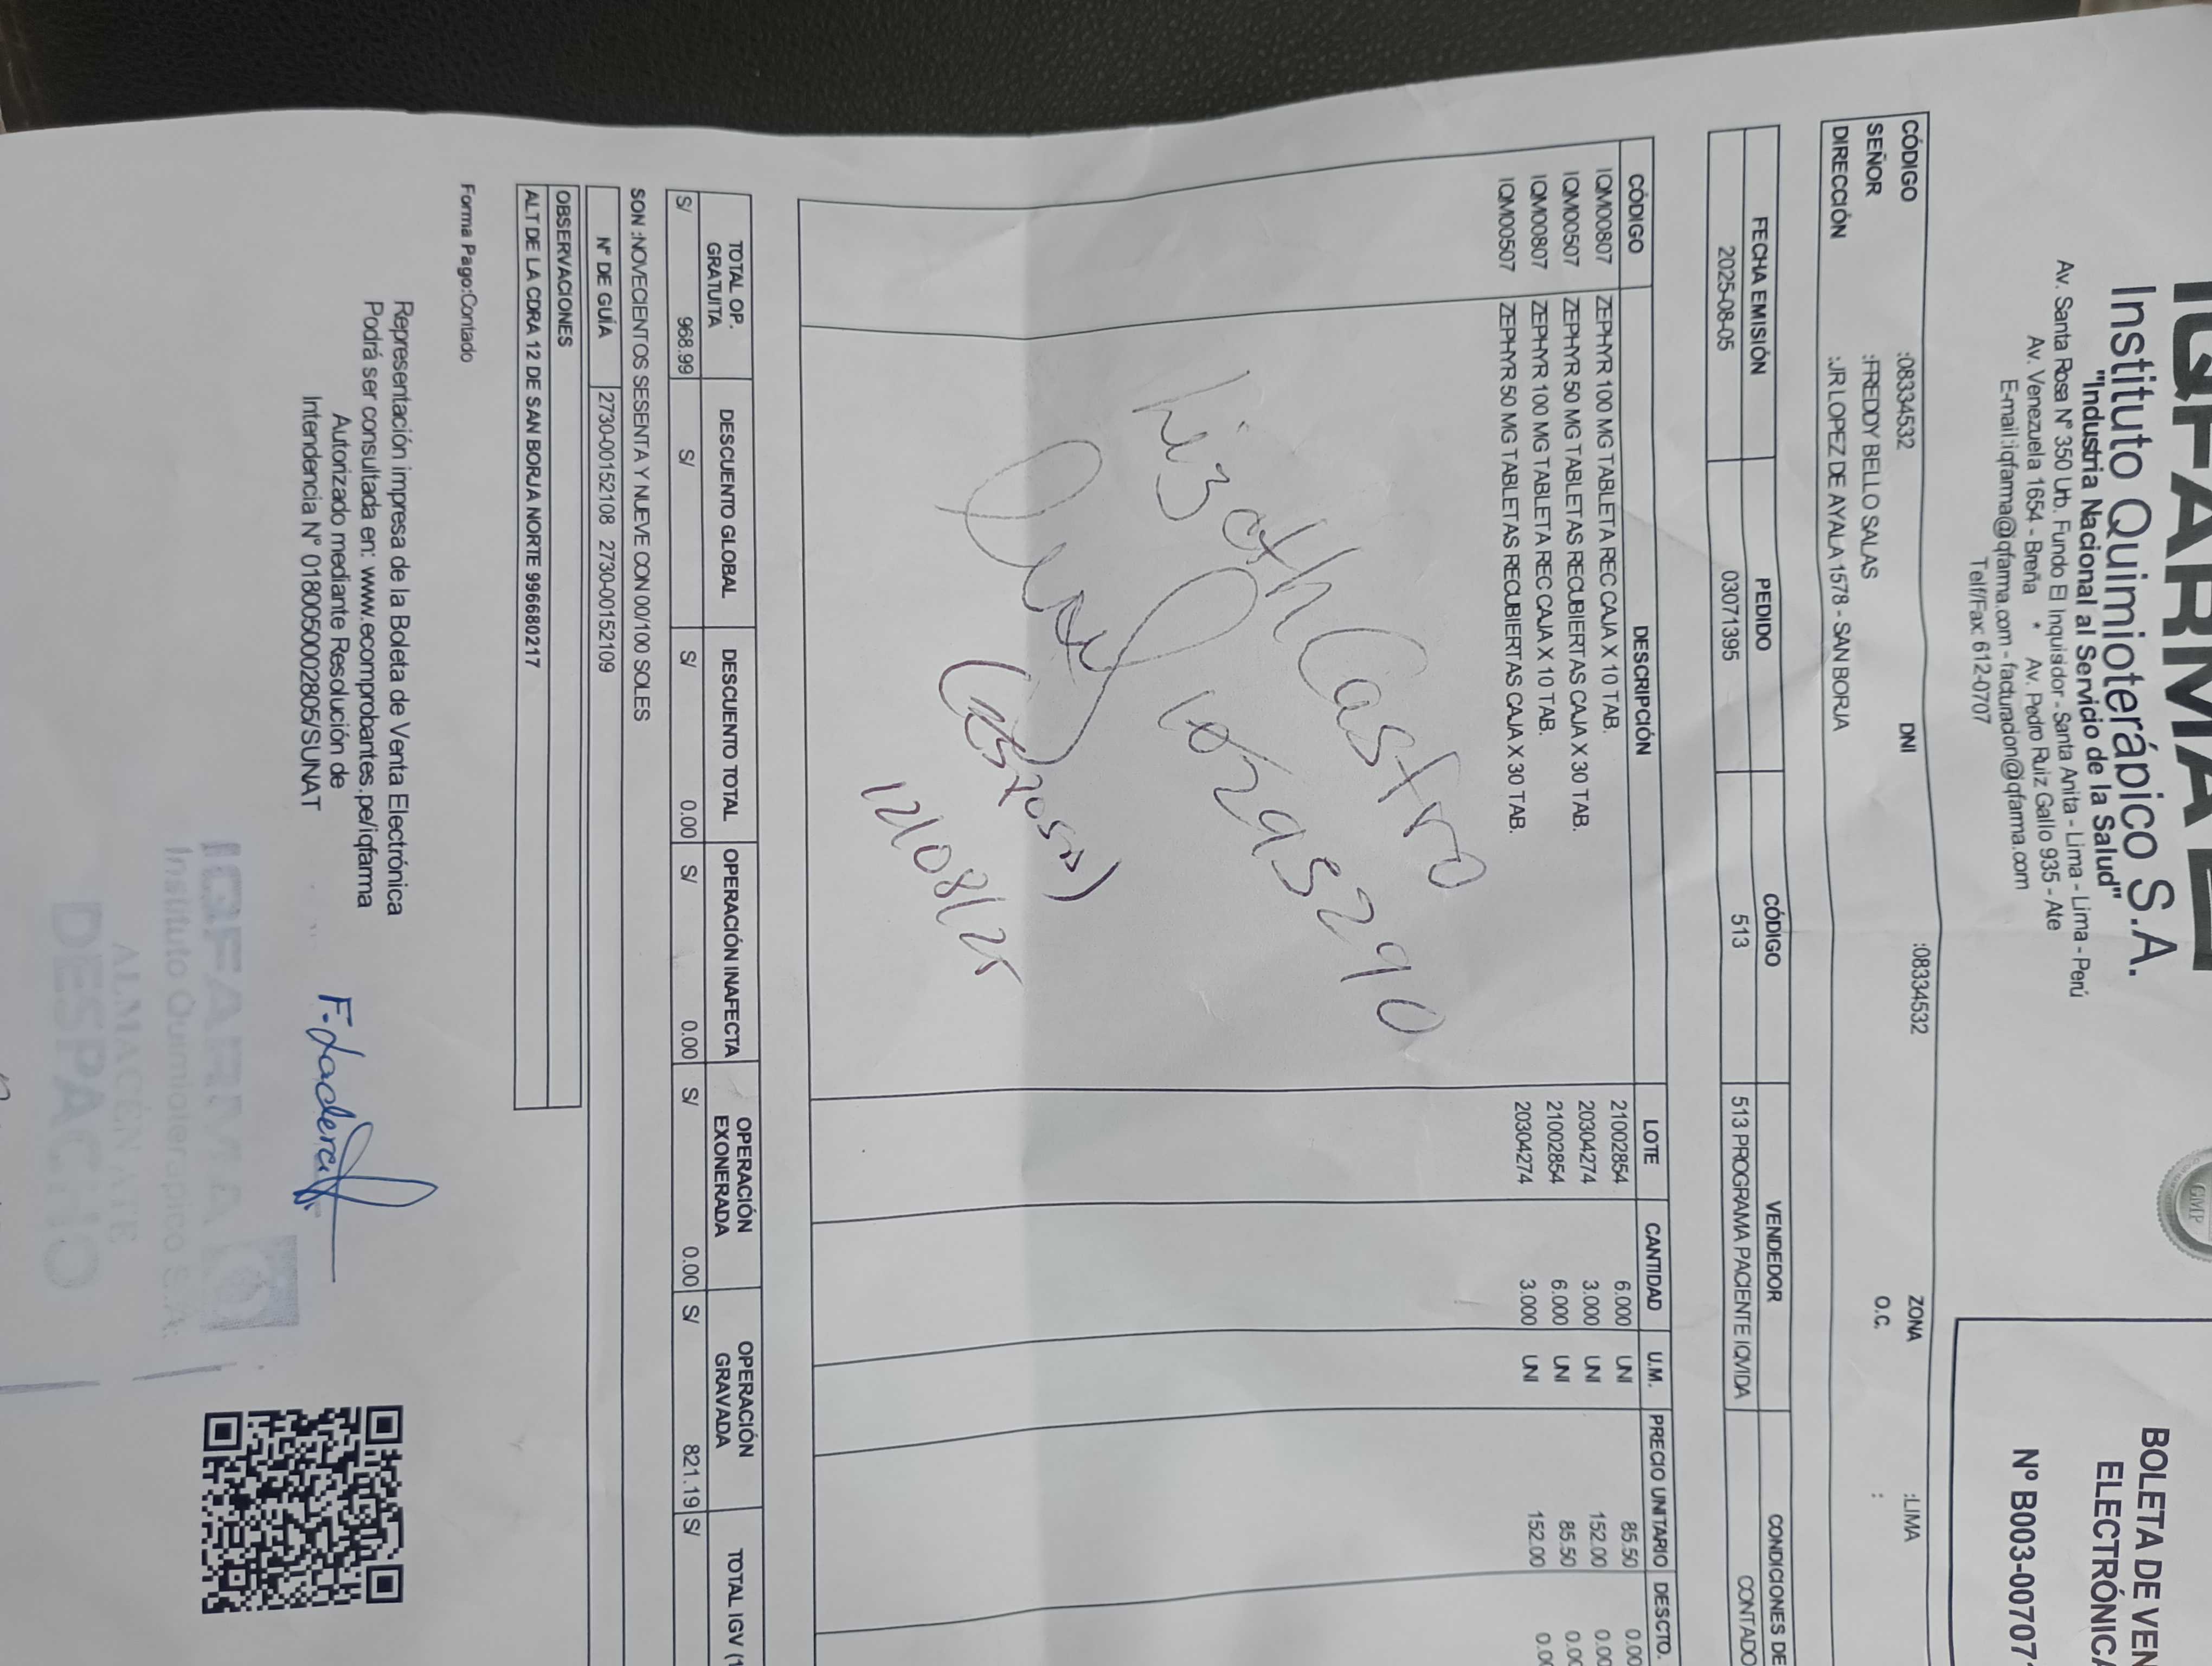 IQFARMA
Instituto Quimioterápico S.A.
"Industria Nacional al Servicio de la Salud"
Av. Santa Rosa Nº 350 Urb. Fundo El Inquisidor - Santa Anita - Lima - Lima - Perú
Av. Venezuela 1654 - Breña * Av. Pedro Ruiz Gallo 935 - Ate
E-mail:iqfarma@iqfarma.com - facturacion@iqfarma.com
Telf/Fax: 612-0707
GMP
BOLETA DE VEN
ELECTRÓNICA
Nº B003-00707
CÓDIGO :08334532 DNI :08334532 ZONA :LIMA
SEÑOR :FREDDY BELLO SALAS O.C. :
DIRECCIÓN :JR LOPEZ DE AYALA 1578 - SAN BORJA
FECHA EMISIÓN PEDIDO CÓDIGO VENDEDOR CONDICIONES DE
2025-08-05 03071395 513 513 PROGRAMA PACIENTE IQVIDA CONTADO
CÓDIGO DESCRIPCIÓN LOTE CANTIDAD U.M. PRECIO UNITARIO DESCTO.
IQM00807 ZEPHYR 100 MG TABLETA REC CAJA X 10 TAB. 21002854 6.000 UNI 85.50 0.00
IQM00507 ZEPHYR 50 MG TABLETAS RECUBIERTAS CAJA X 30 TAB. 20304274 3.000 UNI 152.00 0.00
IQM00807 ZEPHYR 100 MG TABLETA REC CAJA X 10 TAB. 21002854 6.000 UNI 85.50 0.00
IQM00507 ZEPHYR 50 MG TABLETAS RECUBIERTAS CAJA X 30 TAB. 20304274 3.000 UNI 152.00 0.00
Castro
(Esposa)
12/08/25
TOTAL OP. GRATUITA DESCUENTO GLOBAL DESCUENTO TOTAL OPERACIÓN INAFECTA OPERACIÓN EXONERADA OPERACIÓN GRAVADA TOTAL IGV (1
S/ 968.99 S/ S/ 0.00 S/ 0.00 S/ 0.00 S/ 821.19 S/
SON :NOVECIENTOS SESENTA Y NUEVE CON 00/100 SOLES
Nº DE GUÍA 2730-00152108 2730-00152109
OBSERVACIONES
ALT DE LA CDRA 12 DE SAN BORJA NORTE 996680217
Forma Pago:Contado
Representación impresa de la Boleta de Venta Electrónica
Podrá ser consultada en: www.ecomprobantes.pe/iqfarma
Autorizado mediante Resolución de
Intendencia Nº 0180050002805/SUNAT
IQFARMA
Instituto Quimioterapico S.A.
ALMACÉN ATE
DESPACHO